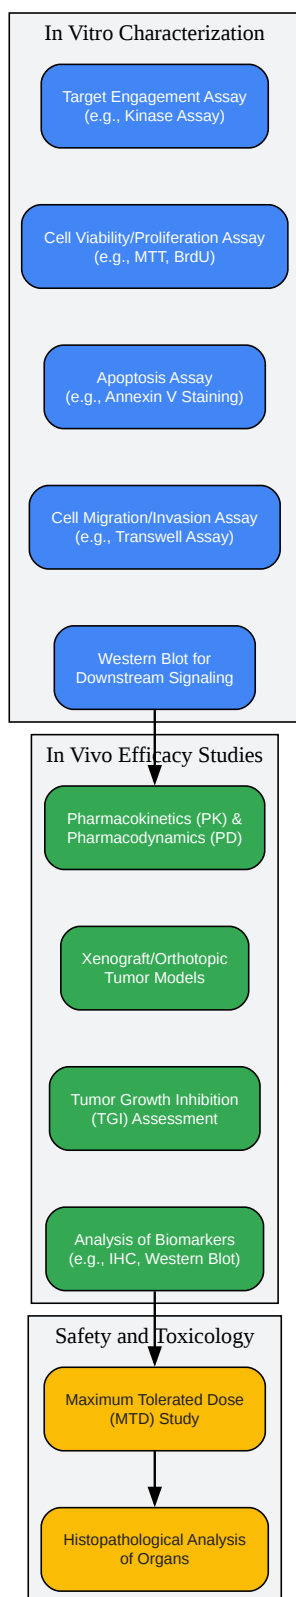 In Vitro Characterization
Target Engagement Assay
(e.g., Kinase Assay)
Cell Viability/Proliferation Assay
(e.g., MTT, BrdU)
Apoptosis Assay
(e.g., Annexin V Staining)
Cell Migration/Invasion Assay
(e.g., Transwell Assay)
Western Blot for
Downstream Signaling
In Vivo Efficacy Studies
Pharmacokinetics (PK) &
Pharmacodynamics (PD)
Xenograft/Orthotopic
Tumor Models
Tumor Growth Inhibition
(TGI) Assessment
Analysis of Biomarkers
(e.g., IHC, Western Blot)
Safety and Toxicology
Maximum Tolerated Dose
(MTD) Study
Histopathological Analysis
of Organs